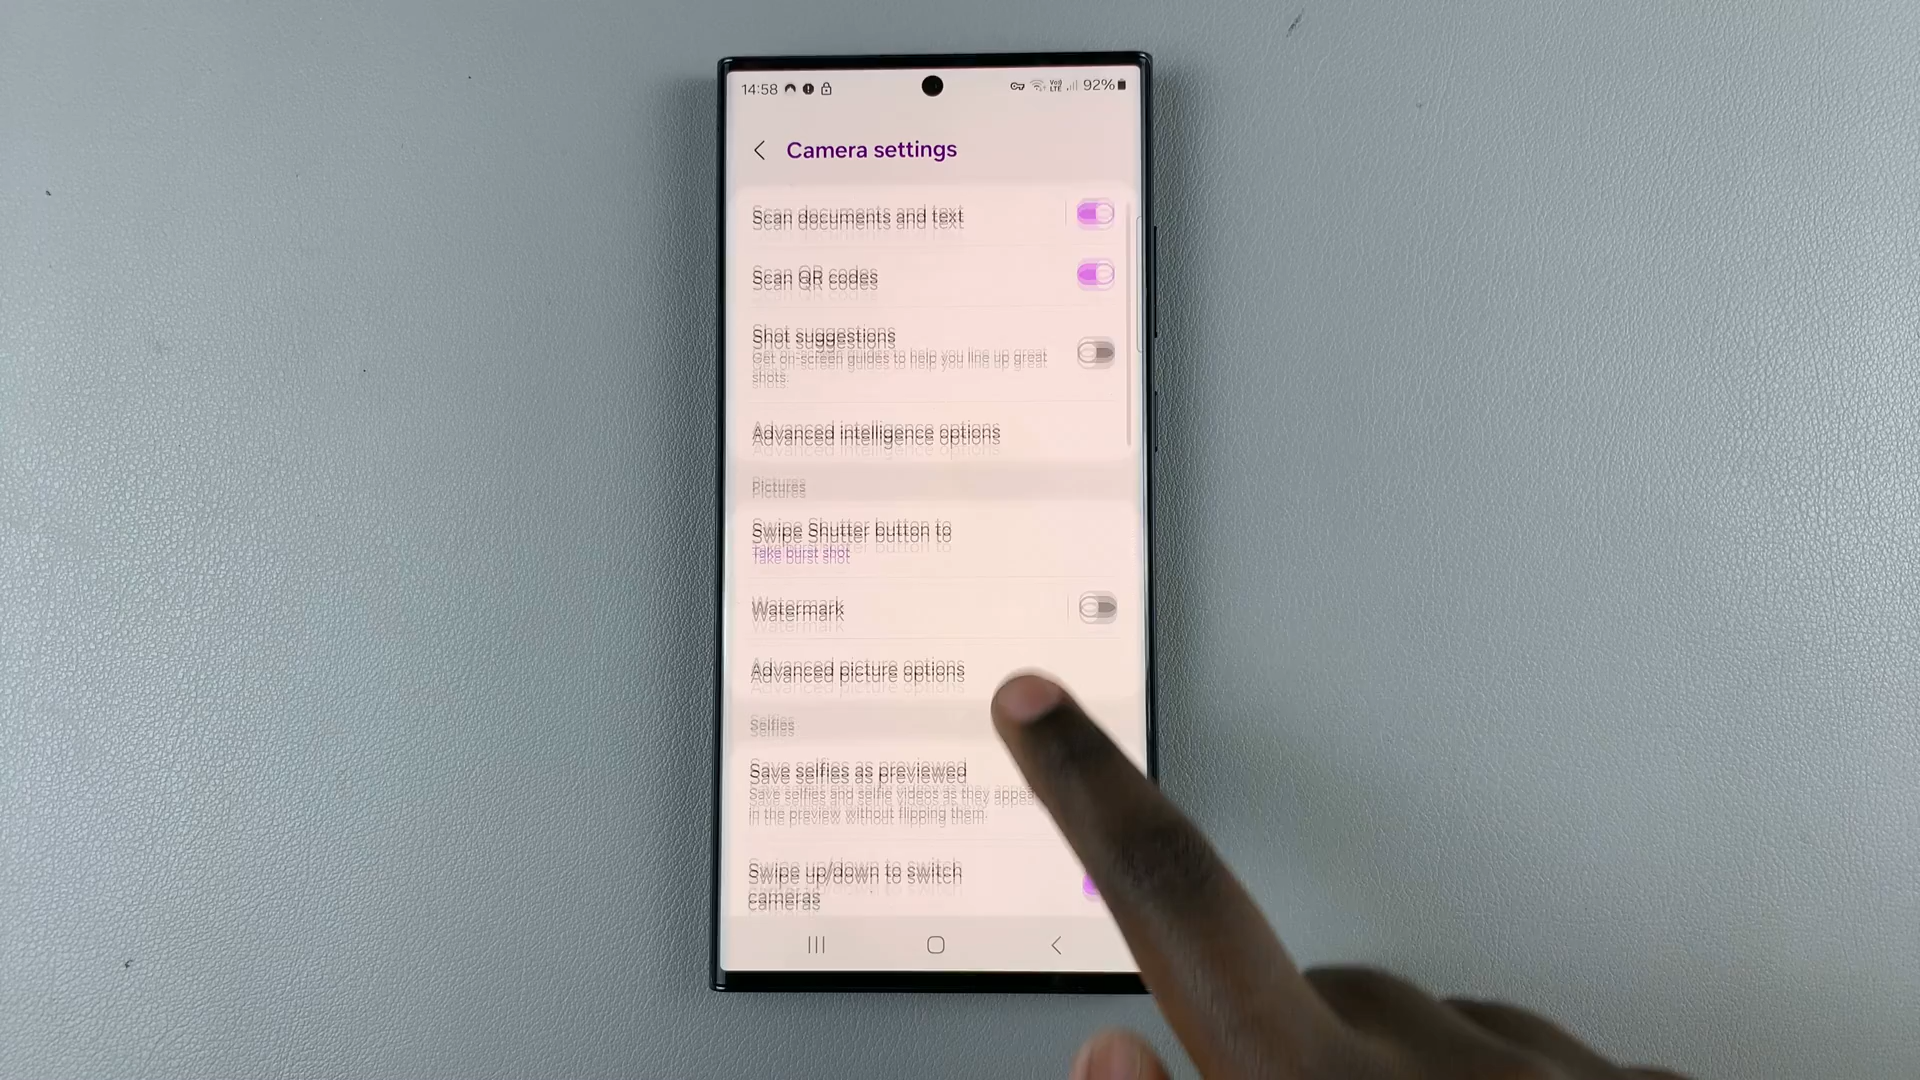 14:58
VoD LTE 92%
Camera settings
Scan documents and text
Scan QR codes
Shot suggestions
Get on-screen guides to help you line up great
shots.
Advanced intelligence options
Pictures
Swipe Shutter button to
Take burst shot
Watermark
Advanced picture options
Selfies
Save selfies as previewed
Save selfies and selfie videos as they appear
in the preview without flipping them.
Swipe up/down to switch
cameras